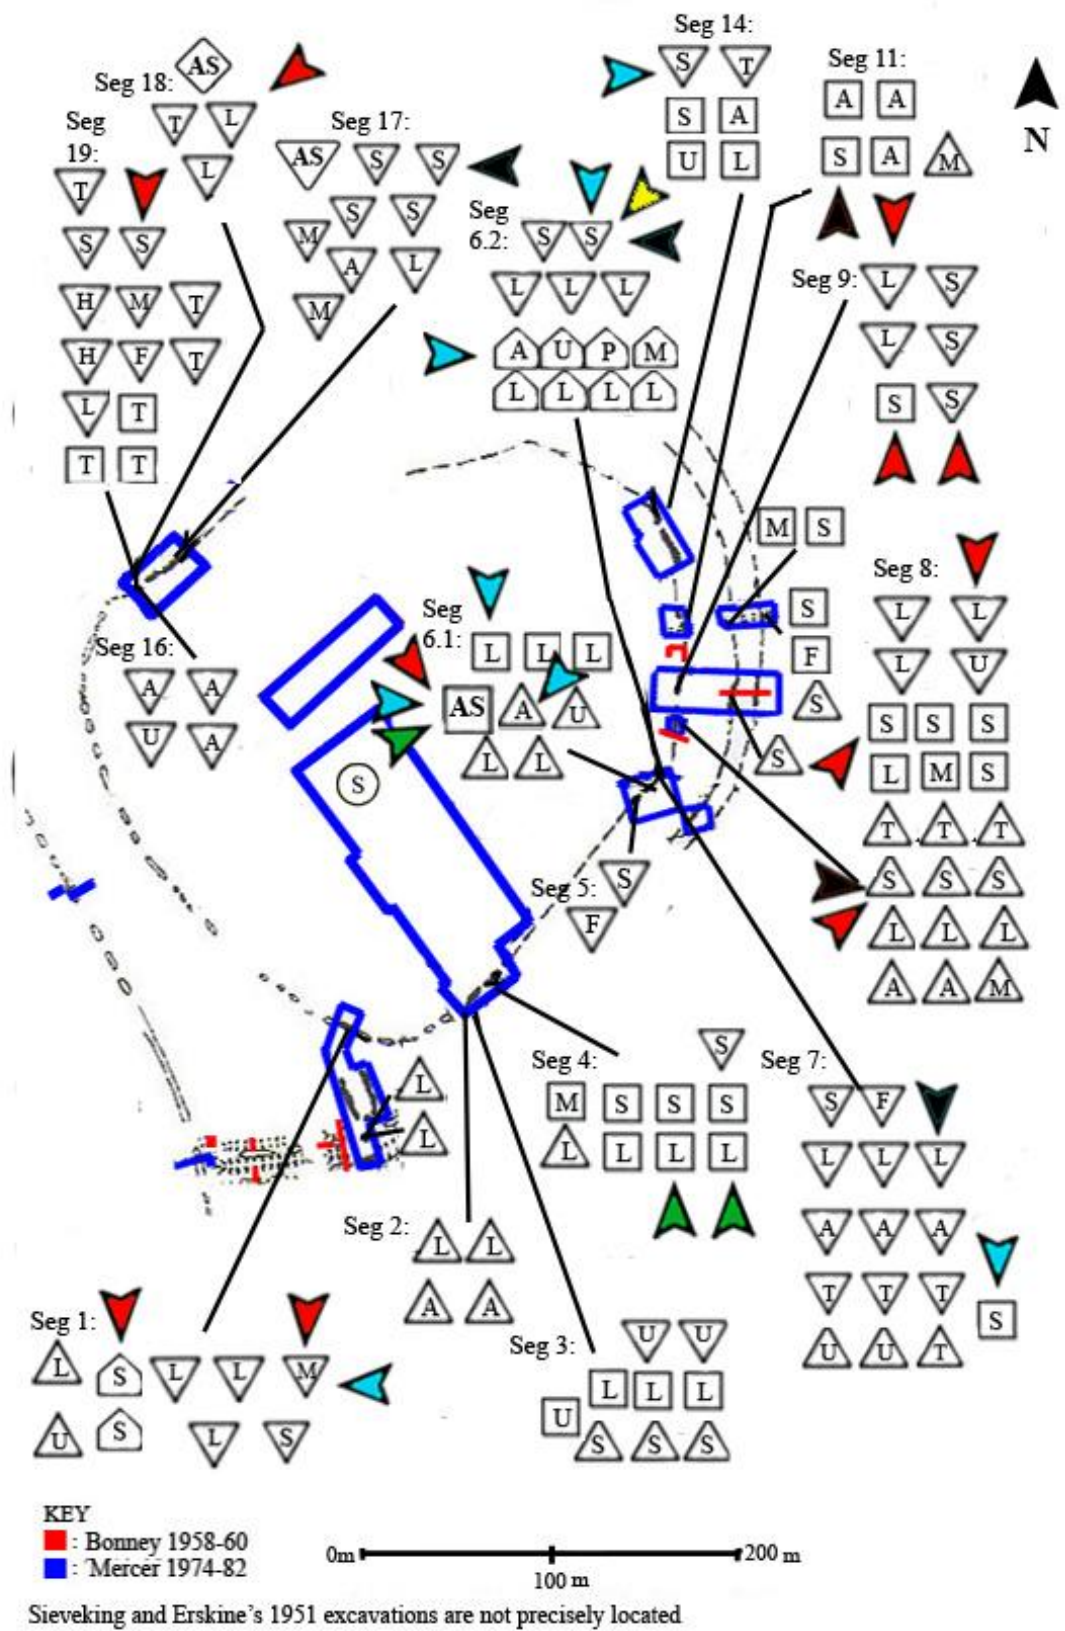 Seg 14:
S T
S A
U L
Seg 11:
A A
S A M
N
AS
Seg 18:
T L
L
Seg 17:
AS S S
S S
M
A L
M
Seg
19:
T
S S
H M T
H F T
L T
T T
Seg
6.2:
S S
L L L
A U P M
L L L L
Seg 9:
L S
L S
S S
M S
S
F
S
S
Seg 8:
L L
L U
S S S
L M S
T T T
S S S
L L L
A A M
Seg
6.1:
L L L
AS A U
L L
Seg 16:
A A
U A
S
Seg 5:
S
F
L
L
Seg 4:
S
M S S S
L L L L
Seg 7:
S F
L L L
A A A
T T T
U U T
S
Seg 2:
L L
A A
Seg 3:
U U
L L L
U
S S S
Seg 1:
L S L L M
U S L S
KEY
: Bonney 1958-60
: Mercer 1974-82
0m 200 m
100 m
Sieveking and Erskine's 1951 excavations are not precisely located